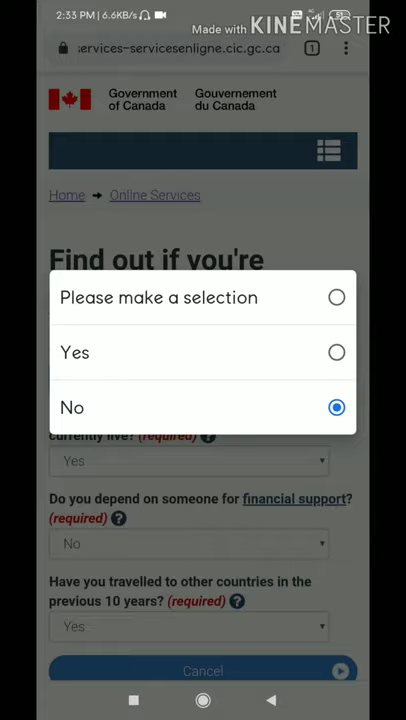 2:33 PM | 6.6KB/s
Made with KINEMASTER
services-servicesenligne.cic.gc.ca
1
Government of Canada
Gouvernement du Canada
Home → Online Services
Find out if you're
Please make a selection
Yes
No
currently live? (required) ?
Yes
Do you depend on someone for financial support?
(required) ?
No
Have you travelled to other countries in the
previous 10 years? (required) ?
Yes
Cancel